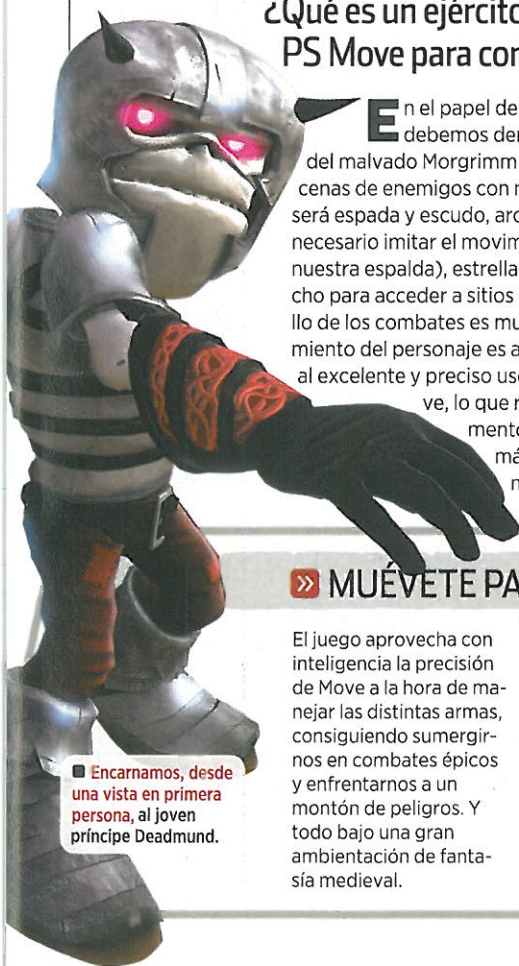 ¿Qué es un ejército
PS Move para con
En el papel de
debemos der
del malvado Morgrimm
cenas de enemigos con
será espada y escudo, arc
necesario imitar el movim
nuestra espalda), estrella
cho para acceder a sitios
llo de los combates es mu
miento del personaje es a
al excelente y preciso us
ve, lo que
mento
má
MUÉVETE PA
El juego aprovecha con
inteligencia la precisión
de Move a la hora de ma-
nejar las distintas armas,
consiguiendo sumergir-
nos en combates épicos
y enfrentarnos a un
montón de peligros. Y
todo bajo una gran
ambientación de fanta-
sía medieval.
Encarnamos, desde
una vista en primera
persona, al joven
príncipe Deadmund.